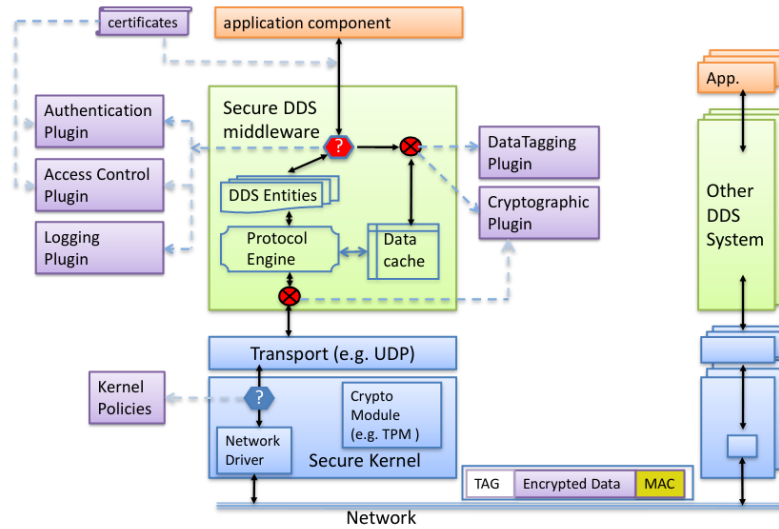 certificates
application component
App.
Authentication
Plugin
Secure DDS
middleware
?
DataTagging
Plugin
Access Control
Plugin
DDS Entities
Cryptographic
Plugin
Other
DDS
System
Logging
Plugin
Protocol
Engine
Data
cache
Transport (e.g. UDP)
Kernel
Policies
?
Crypto
Module
(e.g. TPM )
Network
Driver
Secure Kernel
TAG
Encrypted Data
MAC
Network